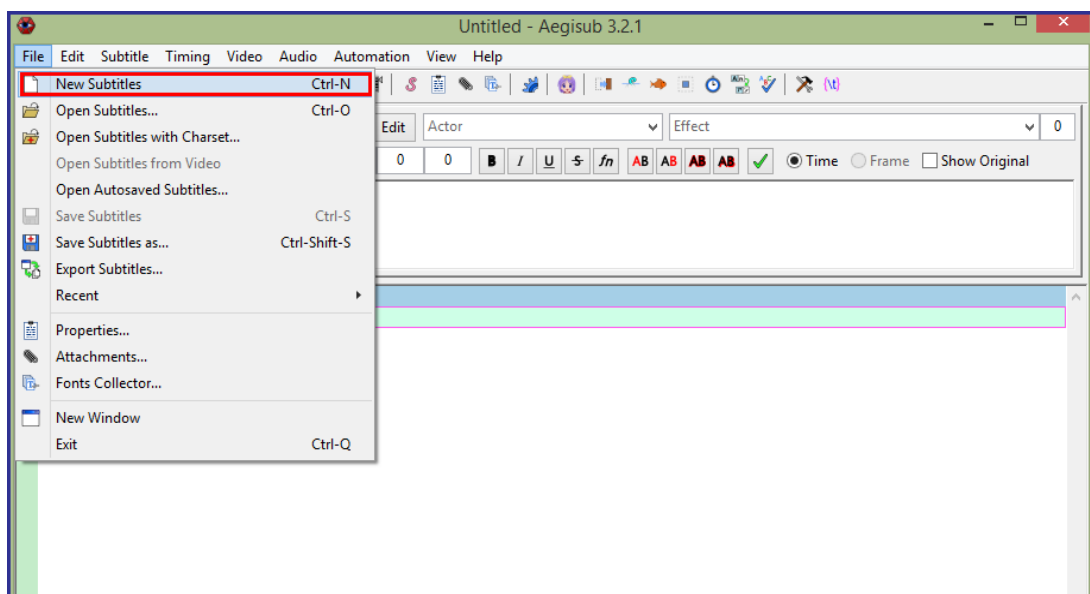 Untitled - Aegisub 3.2.1
File Edit Subtitle Timing Video Audio Automation View Help
New Subtitles Ctrl-N
Open Subtitles... Ctrl-O
Edit Actor Effect 0
Open Subtitles with Charset...
Open Subtitles from Video
0 0 B I U S fn AB AB AB AB Time Frame Show Original
Open Autosaved Subtitles...
Save Subtitles Ctrl-S
Save Subtitles as... Ctrl-Shift-S
Export Subtitles...
Recent
Properties...
Attachments...
Fonts Collector...
New Window
Exit Ctrl-Q